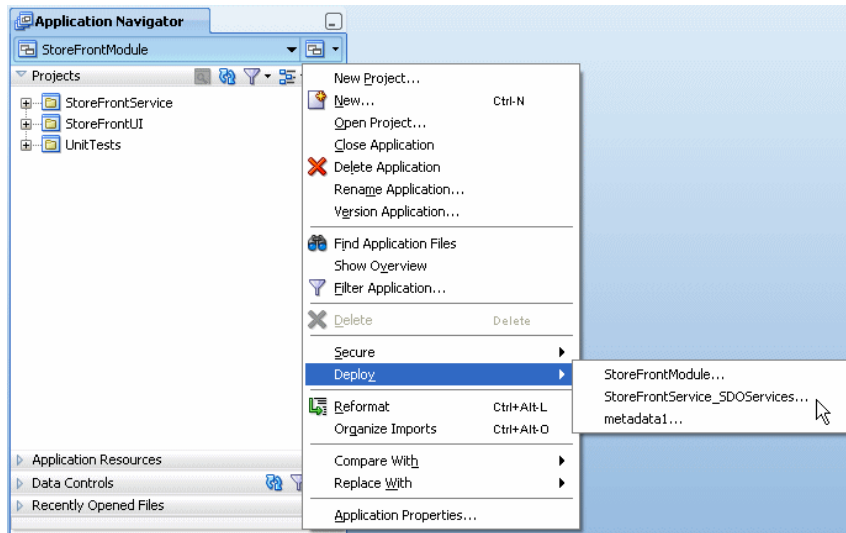 Application Navigator
StoreFrontModule
Projects
StoreFrontService
StoreFrontUI
UnitTests
Application Resources
Data Controls
Recently Opened Files
New Project...
New... Ctrl-N
Open Project...
Close Application
Delete Application
Rename Application...
Version Application...
Find Application Files
Show Overview
Filter Application...
Delete Delete
Secure
Deploy
Reformat Ctrl+Alt-L
Organize Imports Ctrl+Alt-O
Compare With
Replace With
Application Properties...
StoreFrontModule...
StoreFrontService_SDOServices...
metadata1...